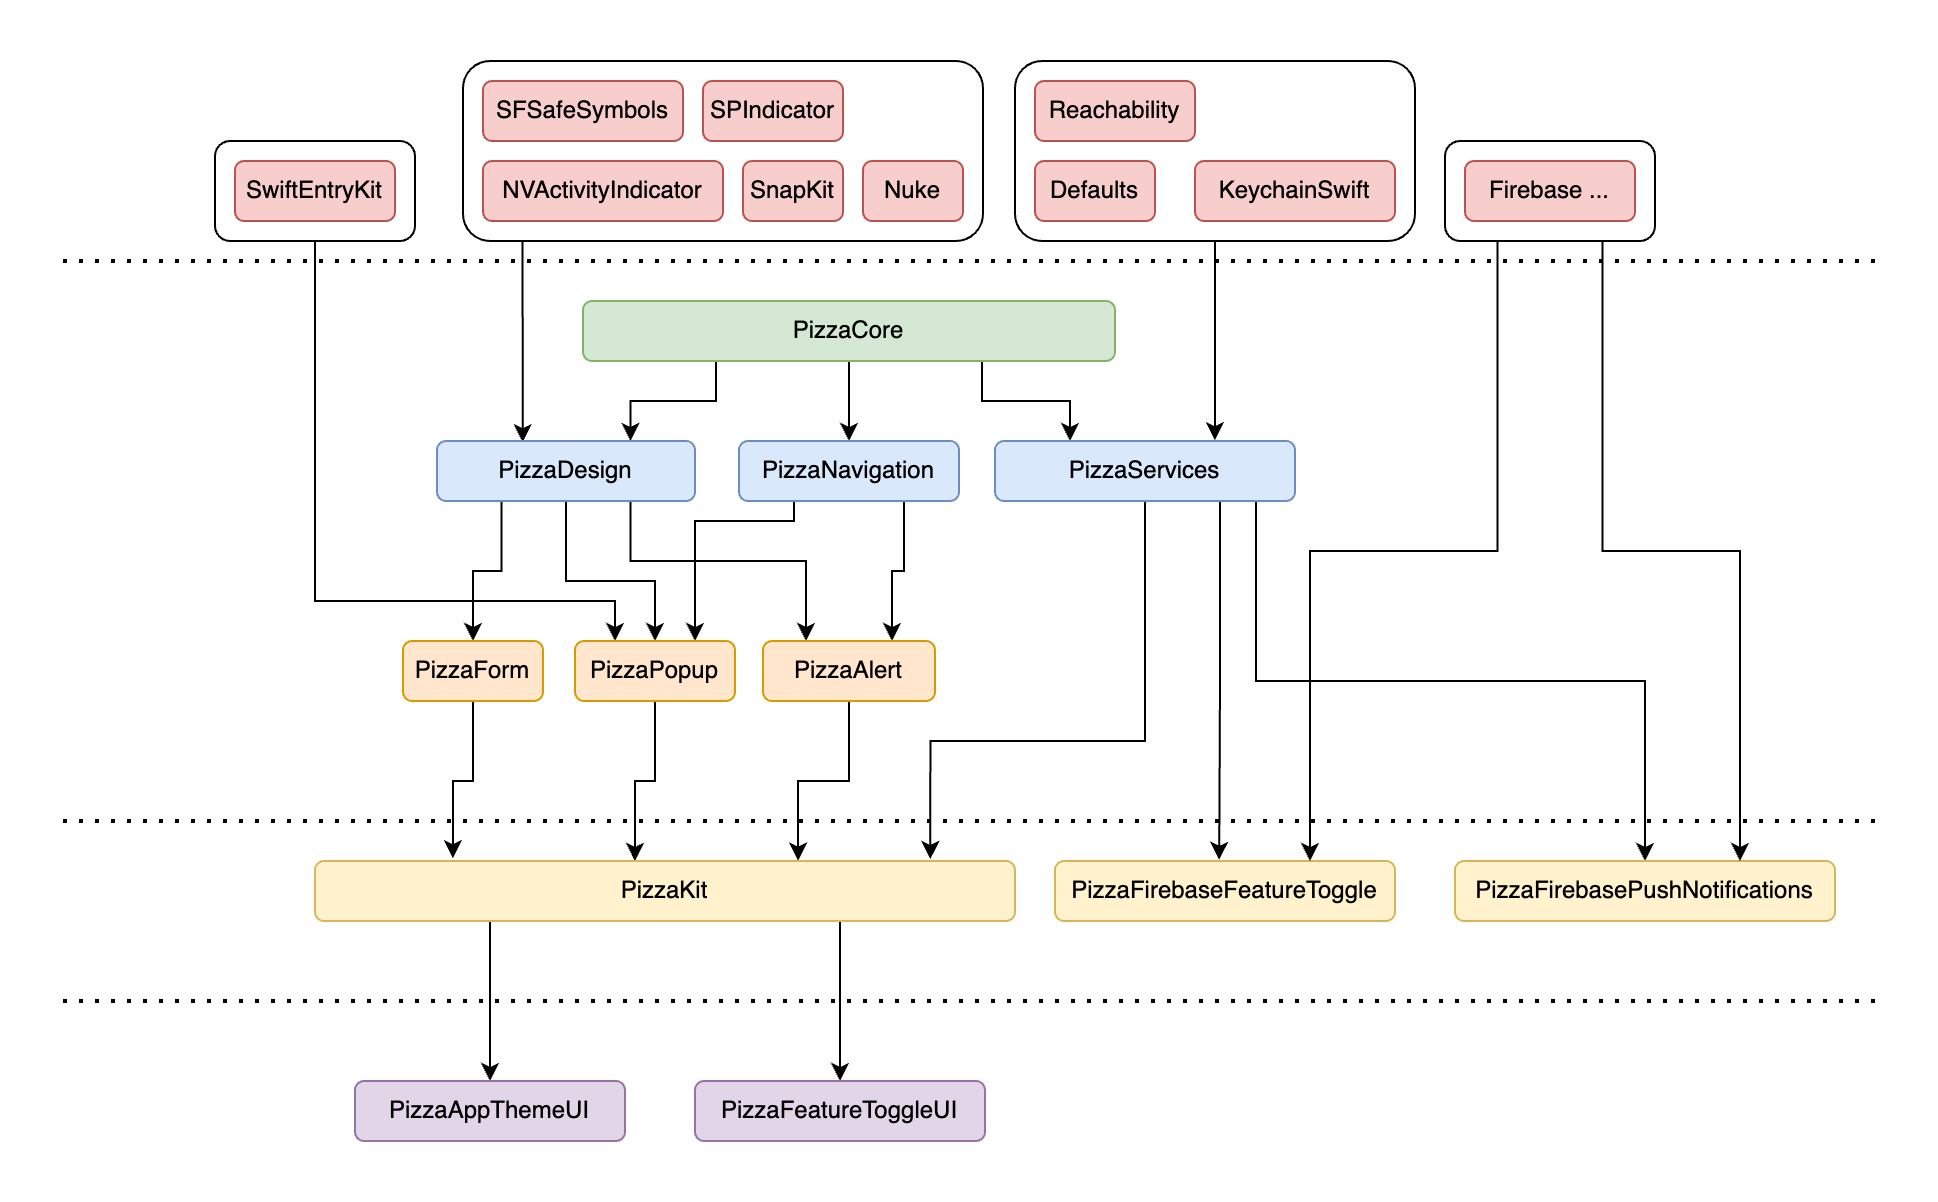 SFSafeSymbols
SPIndicator
Reachability
SwiftEntryKit
NVActivityIndicator
SnapKit
Nuke
Defaults
KeychainSwift
Firebase ...
PizzaCore
PizzaDesign
PizzaNavigation
PizzaServices
PizzaForm
PizzaPopup
PizzaAlert
PizzaKit
PizzaFirebaseFeatureToggle
PizzaFirebasePushNotifications
PizzaAppThemeUI
PizzaFeatureToggleUI